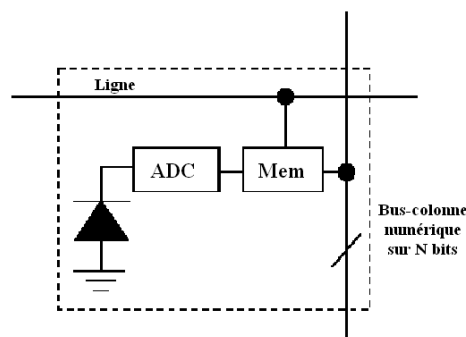 Ligne
ADC
Mem
Bus-colonne
numérique
sur N bits